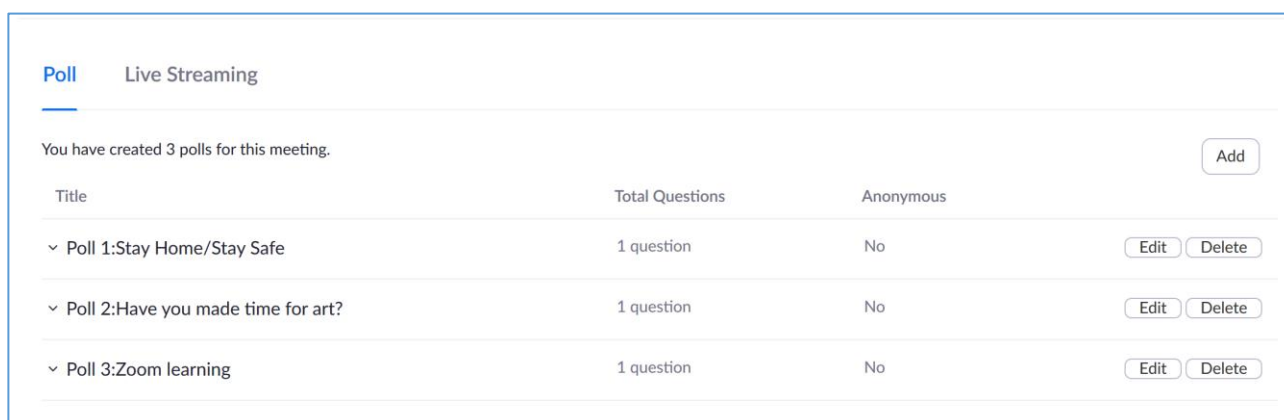 Poll Live Streaming
You have created 3 polls for this meeting. Add
Title Total Questions Anonymous
Poll 1:Stay Home/Stay Safe 1 question No Edit Delete
Poll 2:Have you made time for art? 1 question No Edit Delete
Poll 3:Zoom learning 1 question No Edit Delete